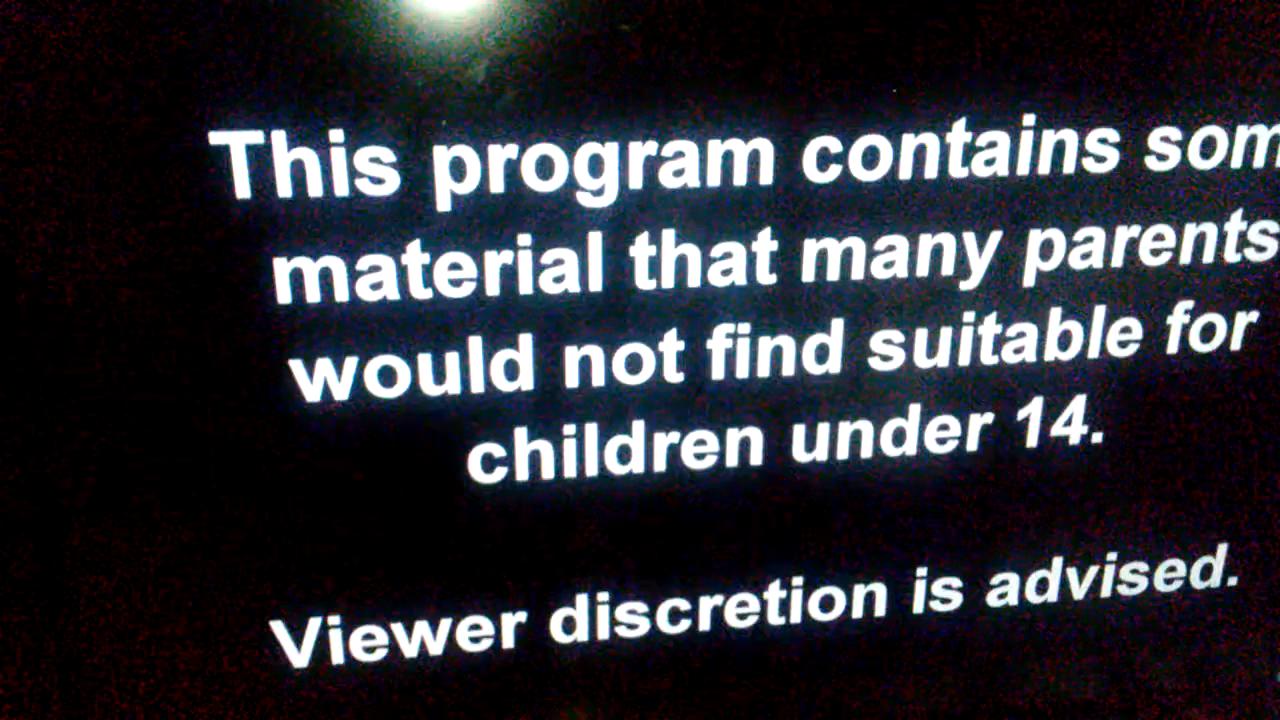 This program contains som
material that many parents
would not find suitable for
children under 14.
Viewer discretion is advised.